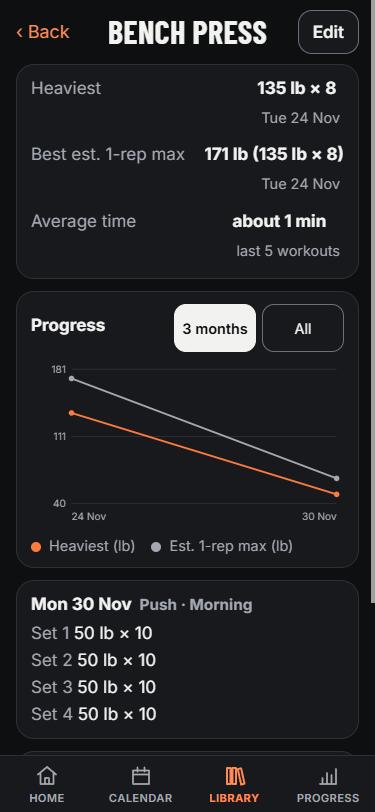 ‹ Back BENCH PRESS Edit
Heaviest 135 lb × 8
Tue 24 Nov
Best est. 1-rep max 171 lb (135 lb × 8)
Tue 24 Nov
Average time about 1 min
last 5 workouts
Progress 3 months All
181
111
40
24 Nov 30 Nov
Heaviest (lb) Est. 1-rep max (lb)
Mon 30 Nov Push · Morning
Set 1 50 lb × 10
Set 2 50 lb × 10
Set 3 50 lb × 10
Set 4 50 lb × 10
HOME CALENDAR LIBRARY PROGRESS